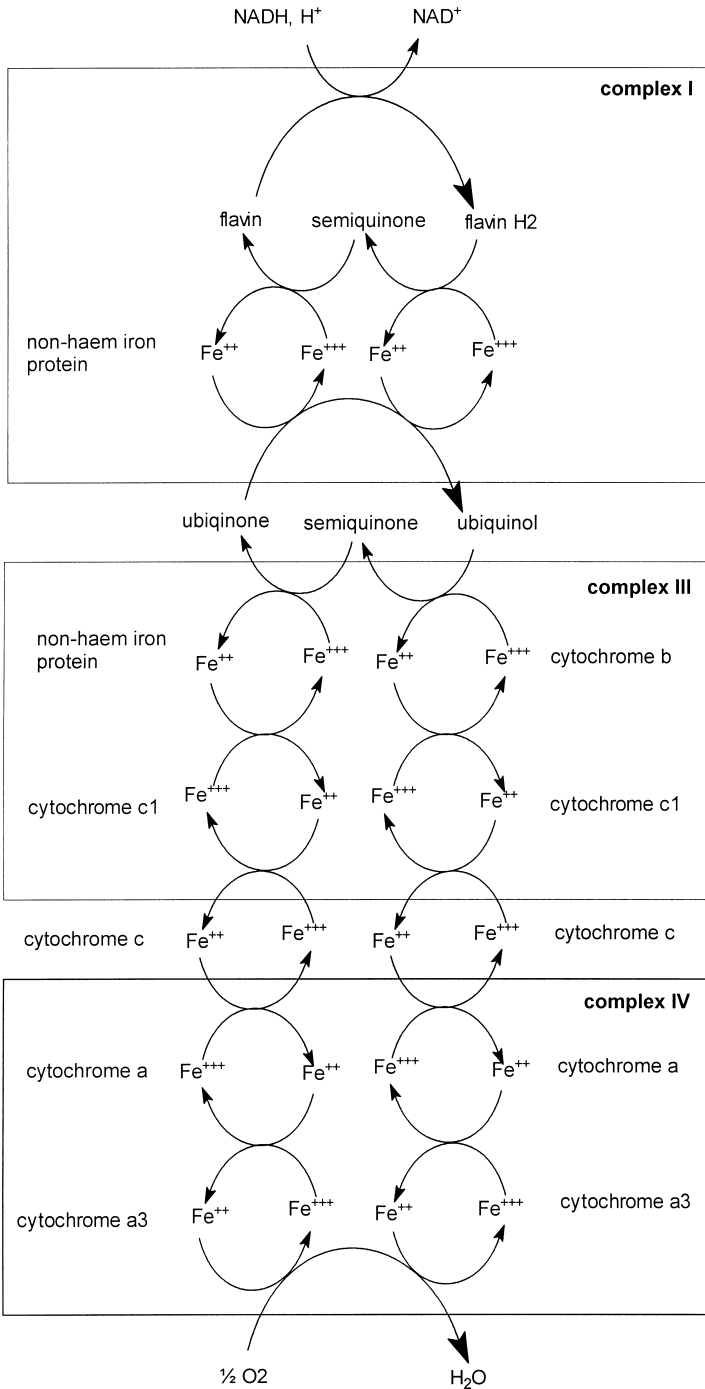 NADH, H⁺ NAD⁺
complex I
flavin semiquinone flavin H2
non-haem iron
protein
Fe⁺⁺ Fe⁺⁺⁺ Fe⁺⁺ Fe⁺⁺⁺
ubiqinone semiquinone ubiquinol
complex III
non-haem iron
protein
Fe⁺⁺ Fe⁺⁺⁺ Fe⁺⁺ Fe⁺⁺⁺ cytochrome b
cytochrome c1 Fe⁺⁺⁺ Fe⁺⁺ Fe⁺⁺⁺ Fe⁺⁺ cytochrome c1
cytochrome c Fe⁺⁺ Fe⁺⁺⁺ Fe⁺⁺ Fe⁺⁺⁺ cytochrome c
complex IV
cytochrome a Fe⁺⁺⁺ Fe⁺⁺ Fe⁺⁺⁺ Fe⁺⁺ cytochrome a
cytochrome a3 Fe⁺⁺ Fe⁺⁺⁺ Fe⁺⁺ Fe⁺⁺⁺ cytochrome a3
½ O2 H₂O